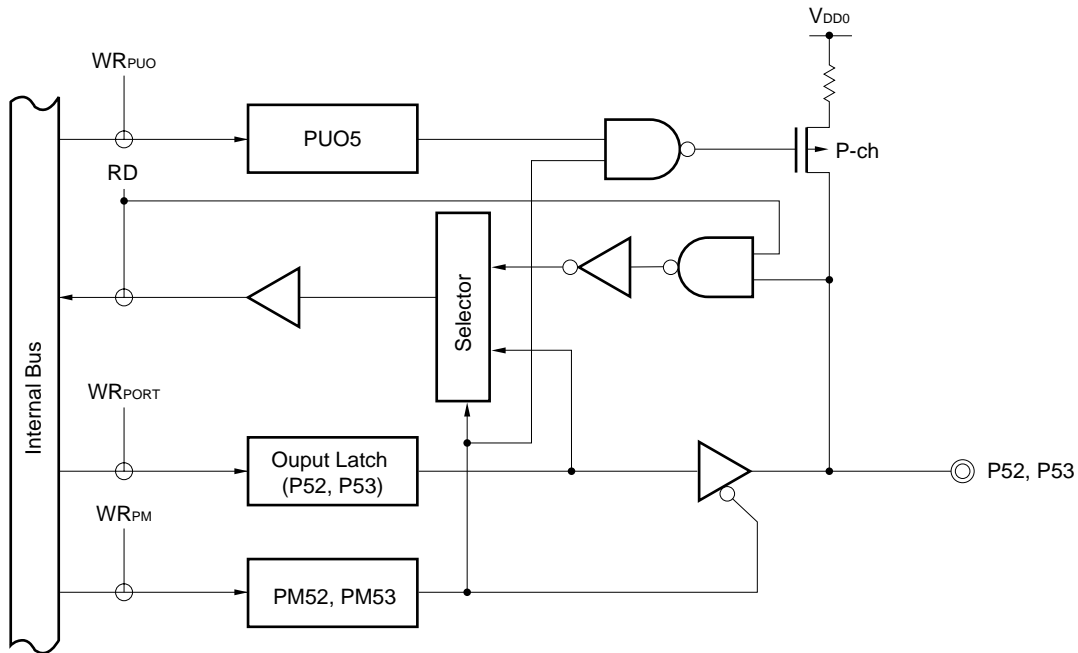 VDD0
WRPUO
PUO5
P-ch
RD
Selector
Internal Bus
WRPORT
Ouput Latch
(P52, P53)
P52, P53
WRPM
PM52, PM53